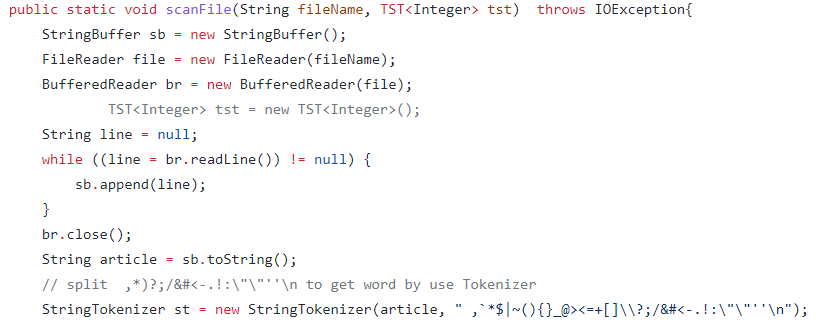 public static void scanFile(String fileName, TST<Integer> tst)  throws IOException{
    StringBuffer sb = new StringBuffer();
    FileReader file = new FileReader(fileName);
    BufferedReader br = new BufferedReader(file);
            TST<Integer> tst = new TST<Integer>();
    String line = null;
    while ((line = br.readLine()) != null) {
        sb.append(line);
    }
    br.close();
    String article = sb.toString();
    // split  ,*)?;/&#<-.!:\"\"''\n to get word by use Tokenizer
    StringTokenizer st = new StringTokenizer(article, " ,`*$|~(){}_@><=+[]\\?;/&#<-.!:\"\"''\n");